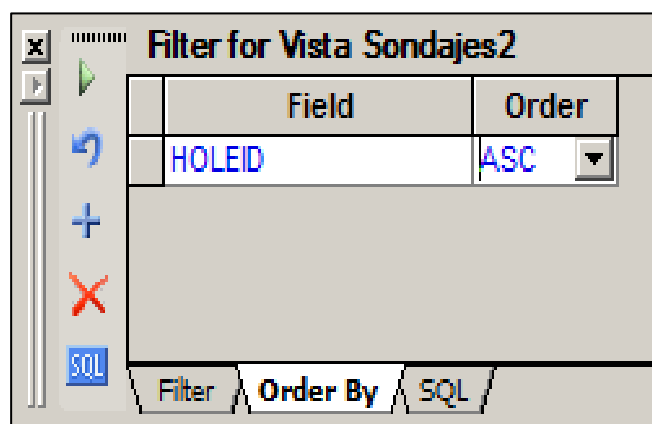 Filter for Vista Sondajes2
Field Order
HOLEID ASC
SQL
Filter Order By SQL